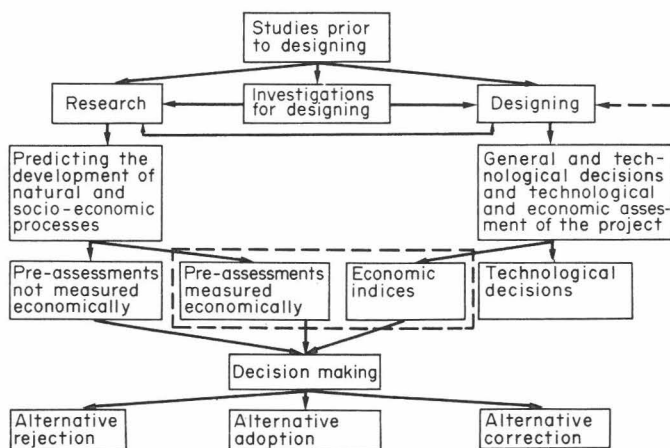 Studies prior
to designing
Research
Investigations
for designing
Designing
Predicting the
development of
natural and
socio-economic
processes
General and tech-
nological decisions
and technological
and economic asses-
ment of the project
Pre-assessments
not measured
economically
Pre-assessments
measured
economically
Economic
indices
Technological
decisions
Decision making
Alternative
rejection
Alternative
adoption
Alternative
correction